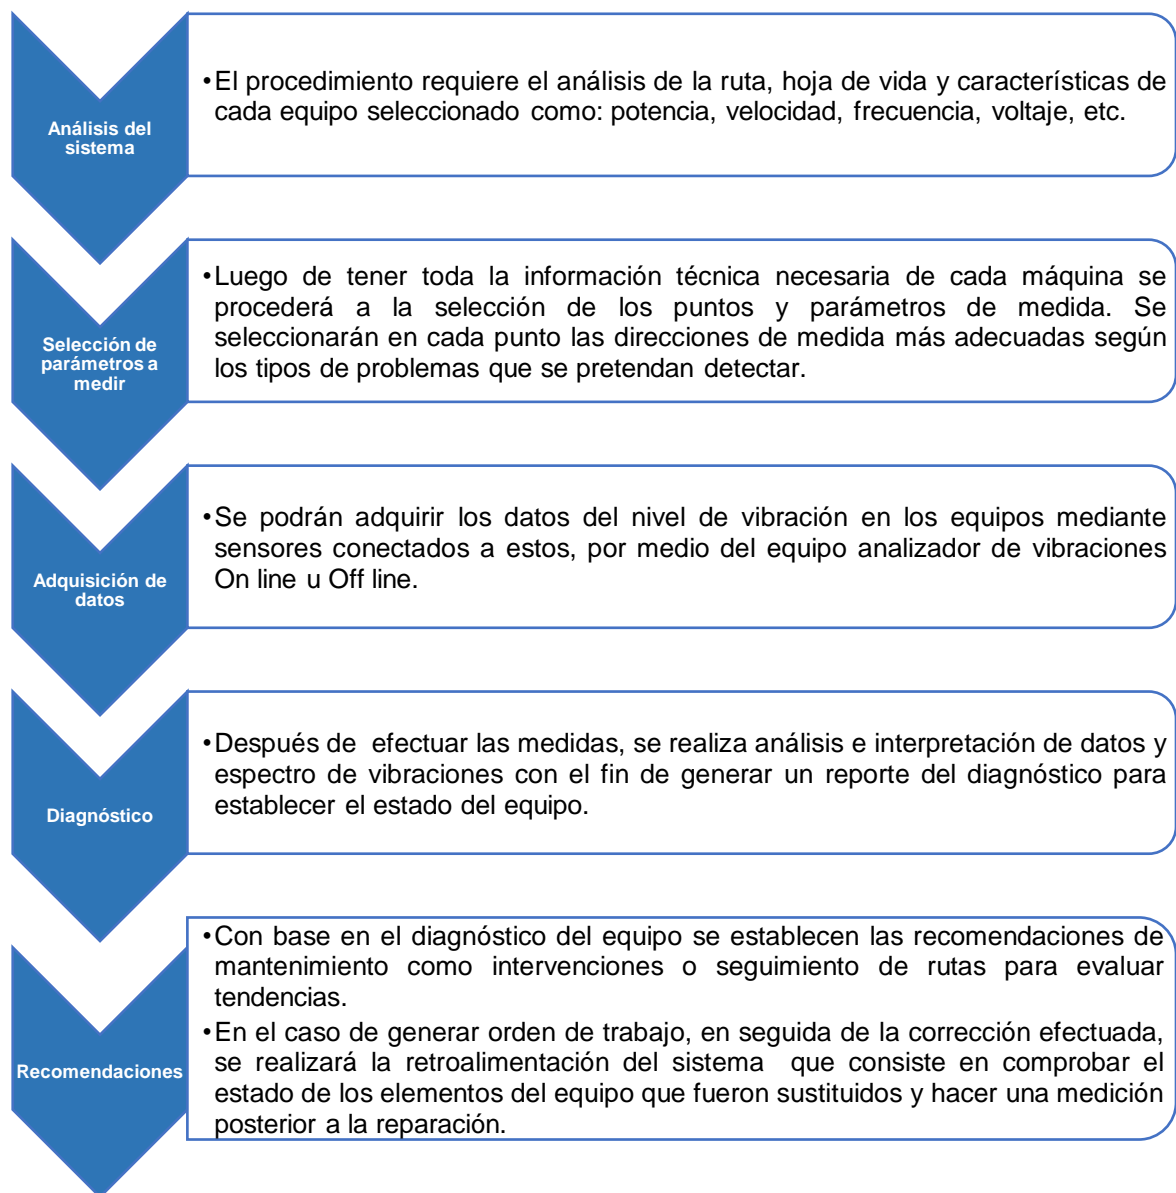 Análisis del
sistema
•El procedimiento requiere el análisis de la ruta, hoja de vida y características de
cada equipo seleccionado como: potencia, velocidad, frecuencia, voltaje, etc.
Selección de
parámetros a
medir
•Luego de tener toda la información técnica necesaria de cada máquina se
procederá a la selección de los puntos y parámetros de medida. Se
seleccionarán en cada punto las direcciones de medida más adecuadas según
los tipos de problemas que se pretendan detectar.
Adquisición de
datos
•Se podrán adquirir los datos del nivel de vibración en los equipos mediante
sensores conectados a estos, por medio del equipo analizador de vibraciones
On line u Off line.
Diagnóstico
•Después de efectuar las medidas, se realiza análisis e interpretación de datos y
espectro de vibraciones con el fin de generar un reporte del diagnóstico para
establecer el estado del equipo.
Recomendaciones
•Con base en el diagnóstico del equipo se establecen las recomendaciones de
mantenimiento como intervenciones o seguimiento de rutas para evaluar
tendencias.
•En el caso de generar orden de trabajo, en seguida de la corrección efectuada,
se realizará la retroalimentación del sistema que consiste en comprobar el
estado de los elementos del equipo que fueron sustituidos y hacer una medición
posterior a la reparación.